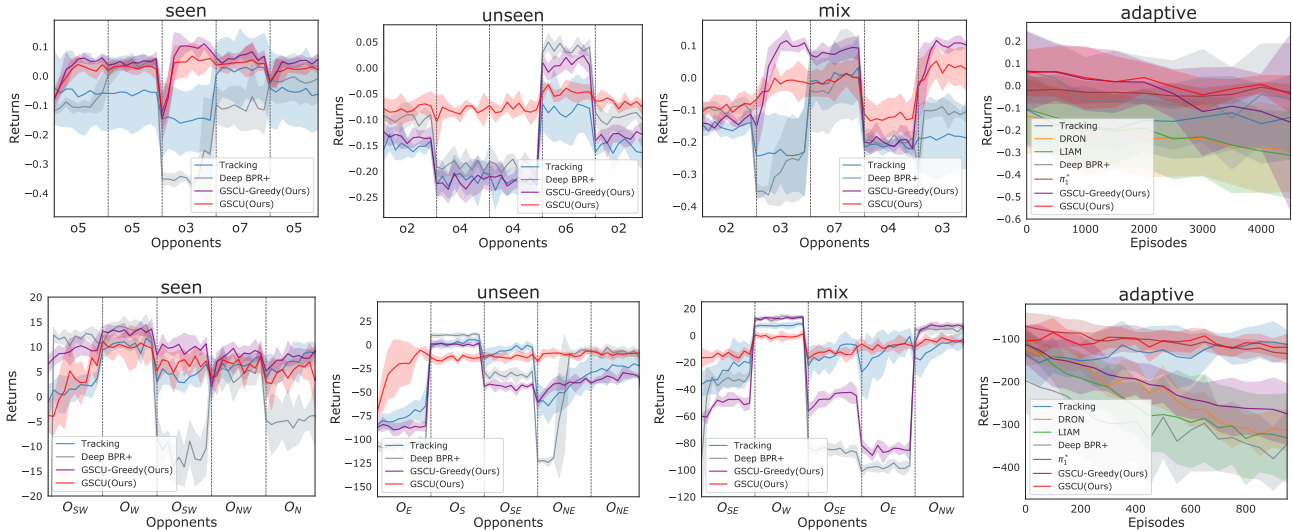 seen
Returns
0.1
0.0
−0.1
−0.2
−0.3
−0.4
Tracking
Deep BPR+
GSCU-Greedy(Ours)
GSCU(Ours)
o5 o5 o3 o7 o5
Opponents
unseen
Returns
0.05
0.00
−0.05
−0.10
−0.15
−0.20
−0.25
Tracking
Deep BPR+
GSCU-Greedy(Ours)
GSCU(Ours)
o2 o4 o4 o6 o2
Opponents
mix
Returns
0.1
0.0
−0.1
−0.2
−0.3
−0.4
Tracking
Deep BPR+
GSCU-Greedy(Ours)
GSCU(Ours)
o2 o3 o7 o4 o3
Opponents
adaptive
Returns
0.2
0.1
0.0
−0.1
−0.2
−0.3
−0.4
−0.5
−0.6
Tracking
DRON
LIAM
Deep BPR+
π₁*
GSCU-Greedy(Ours)
GSCU(Ours)
0 1000 2000 3000 4000
Episodes
seen
Returns
20
15
10
5
0
−5
−10
−15
−20
Tracking
Deep BPR+
GSCU-Greedy(Ours)
GSCU(Ours)
O_SW O_W O_SW O_NW O_N
Opponents
unseen
Returns
25
0
−25
−50
−75
−100
−125
−150
Tracking
Deep BPR+
GSCU-Greedy(Ours)
GSCU(Ours)
O_E O_S O_SE O_NE O_NE
Opponents
mix
Returns
20
0
−20
−40
−60
−80
−100
−120
Tracking
Deep BPR+
GSCU-Greedy(Ours)
GSCU(Ours)
O_SE O_W O_SE O_E O_NW
Opponents
adaptive
Returns
−100
−200
−300
−400
Tracking
DRON
LIAM
Deep BPR+
π₁*
GSCU-Greedy(Ours)
GSCU(Ours)
0 200 400 600 800
Episodes